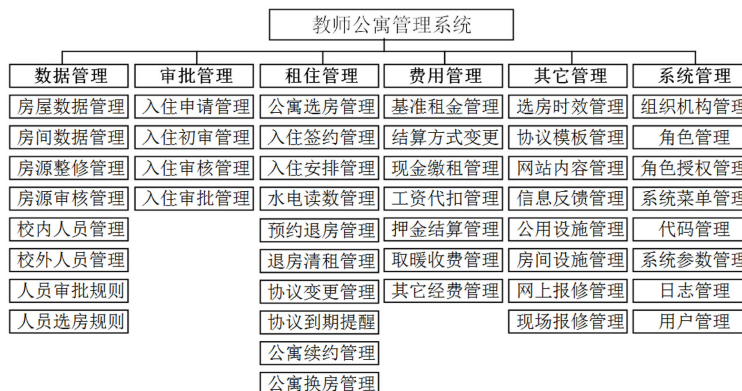 教师公寓管理系统
数据管理
房屋数据管理
房间数据管理
房源整修管理
房源审核管理
校内人员管理
校外人员管理
人员审批规则
人员选房规则
审批管理
入住申请管理
入住初审管理
入住审核管理
入住审批管理
租住管理
公寓选房管理
入住签约管理
入住安排管理
水电读数管理
预约退房管理
退房清租管理
协议变更管理
协议到期提醒
公寓续约管理
公寓换房管理
费用管理
基准租金管理
结算方式变更
现金缴租管理
工资代扣管理
押金结算管理
取暖收费管理
其它经费管理
其它管理
选房时效管理
协议模板管理
网站内容管理
信息反馈管理
公用设施管理
房间设施管理
网上报修管理
现场报修管理
系统管理
组织机构管理
角色管理
角色授权管理
系统菜单管理
代码管理
系统参数管理
日志管理
用户管理